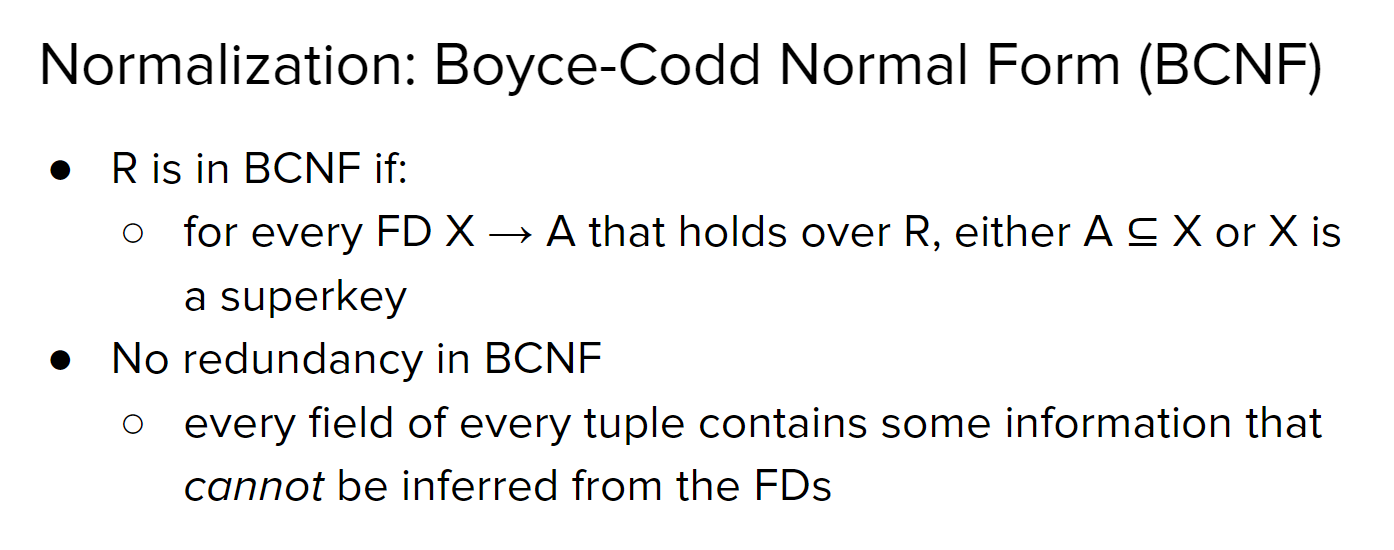 Normalization: Boyce-Codd Normal Form (BCNF)
● R is in BCNF if:
○ for every FD X → A that holds over R, either A ⊆ X or X is
a superkey
● No redundancy in BCNF
○ every field of every tuple contains some information that
cannot be inferred from the FDs